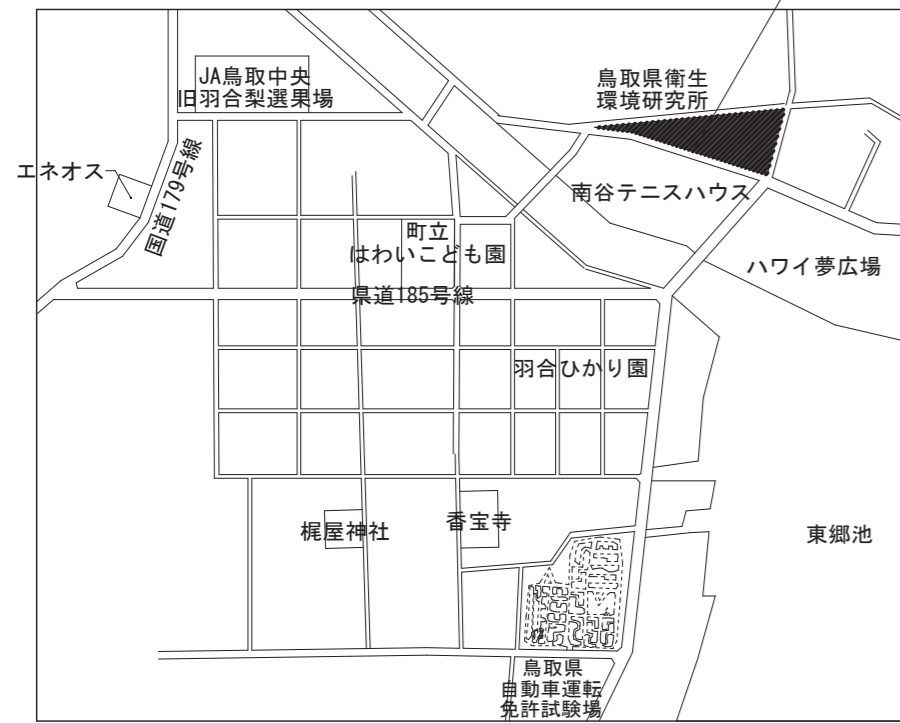 JA鳥取中央
旧羽合梨選果場
鳥取県衛生
環境研究所
エネオス
国道179号線
南谷テニスハウス
町立
はわいこども園
ハワイ夢広場
県道185号線
羽合ひかり園
梶屋神社
香宝寺
東郷池
鳥取県
自動車運転
免許試験場